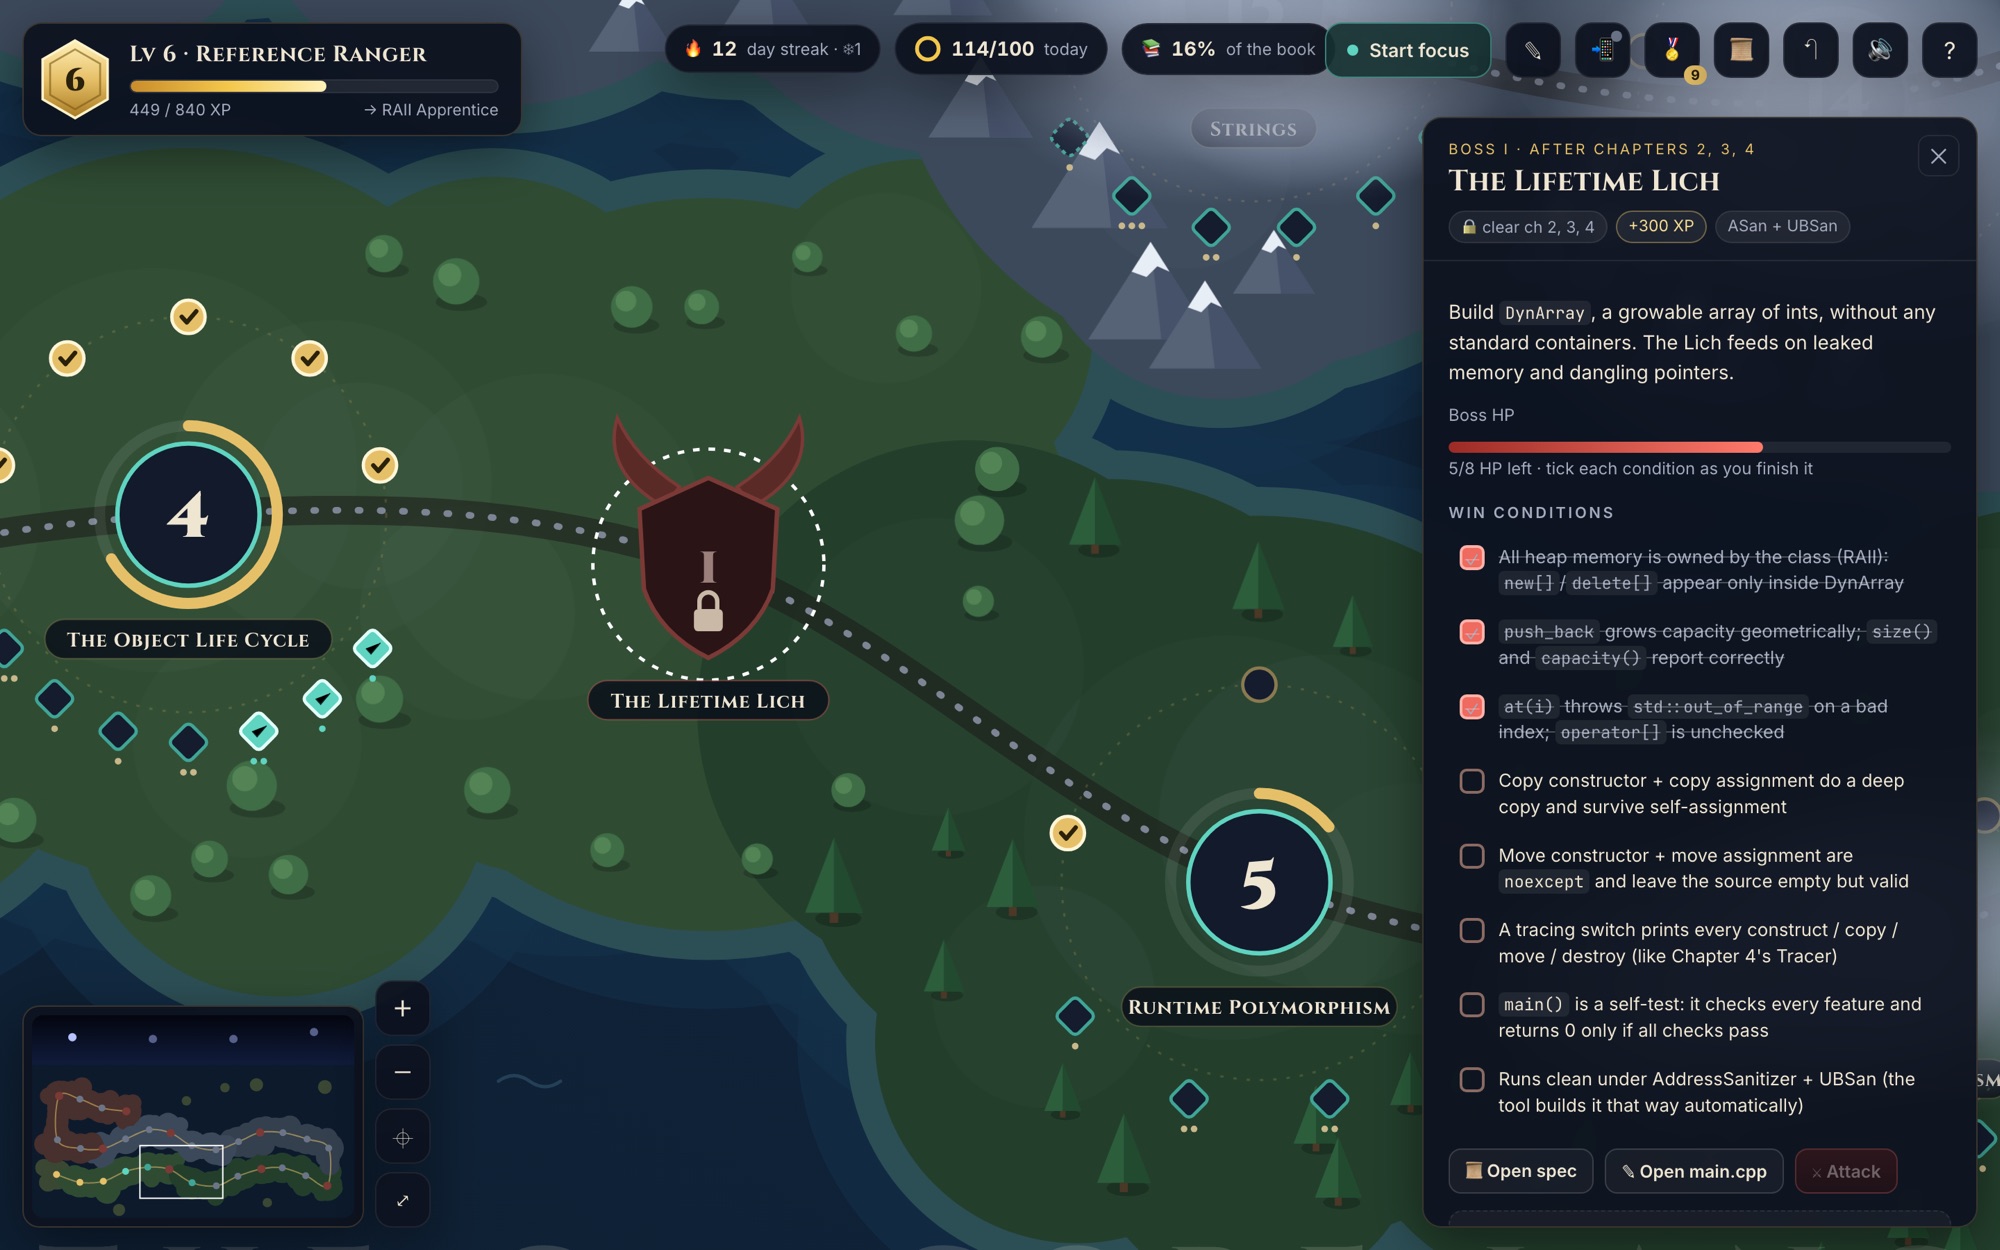 6
Lv 6 · Reference Ranger
449 / 840 XP → RAII Apprentice
12 day streak · ❄1
114/100 today
16% of the book
Start focus
9
?
Strings
4
The Object Life Cycle
I
The Lifetime Lich
5
Runtime Polymorphism
BOSS I · AFTER CHAPTERS 2, 3, 4
The Lifetime Lich
clear ch 2, 3, 4
+300 XP
ASan + UBSan
Build DynArray, a growable array of ints, without any
standard containers. The Lich feeds on leaked
memory and dangling pointers.
Boss HP
5/8 HP left · tick each condition as you finish it
WIN CONDITIONS
All heap memory is owned by the class (RAII):
new[] / delete[] appear only inside DynArray
push_back grows capacity geometrically; size()
and capacity() report correctly
at(i) throws std::out_of_range on a bad
index; operator[] is unchecked
Copy constructor + copy assignment do a deep
copy and survive self-assignment
Move constructor + move assignment are
noexcept and leave the source empty but valid
A tracing switch prints every construct / copy /
move / destroy (like Chapter 4's Tracer)
main() is a self-test: it checks every feature and
returns 0 only if all checks pass
Runs clean under AddressSanitizer + UBSan (the
tool builds it that way automatically)
Open spec
Open main.cpp
Attack
+
−